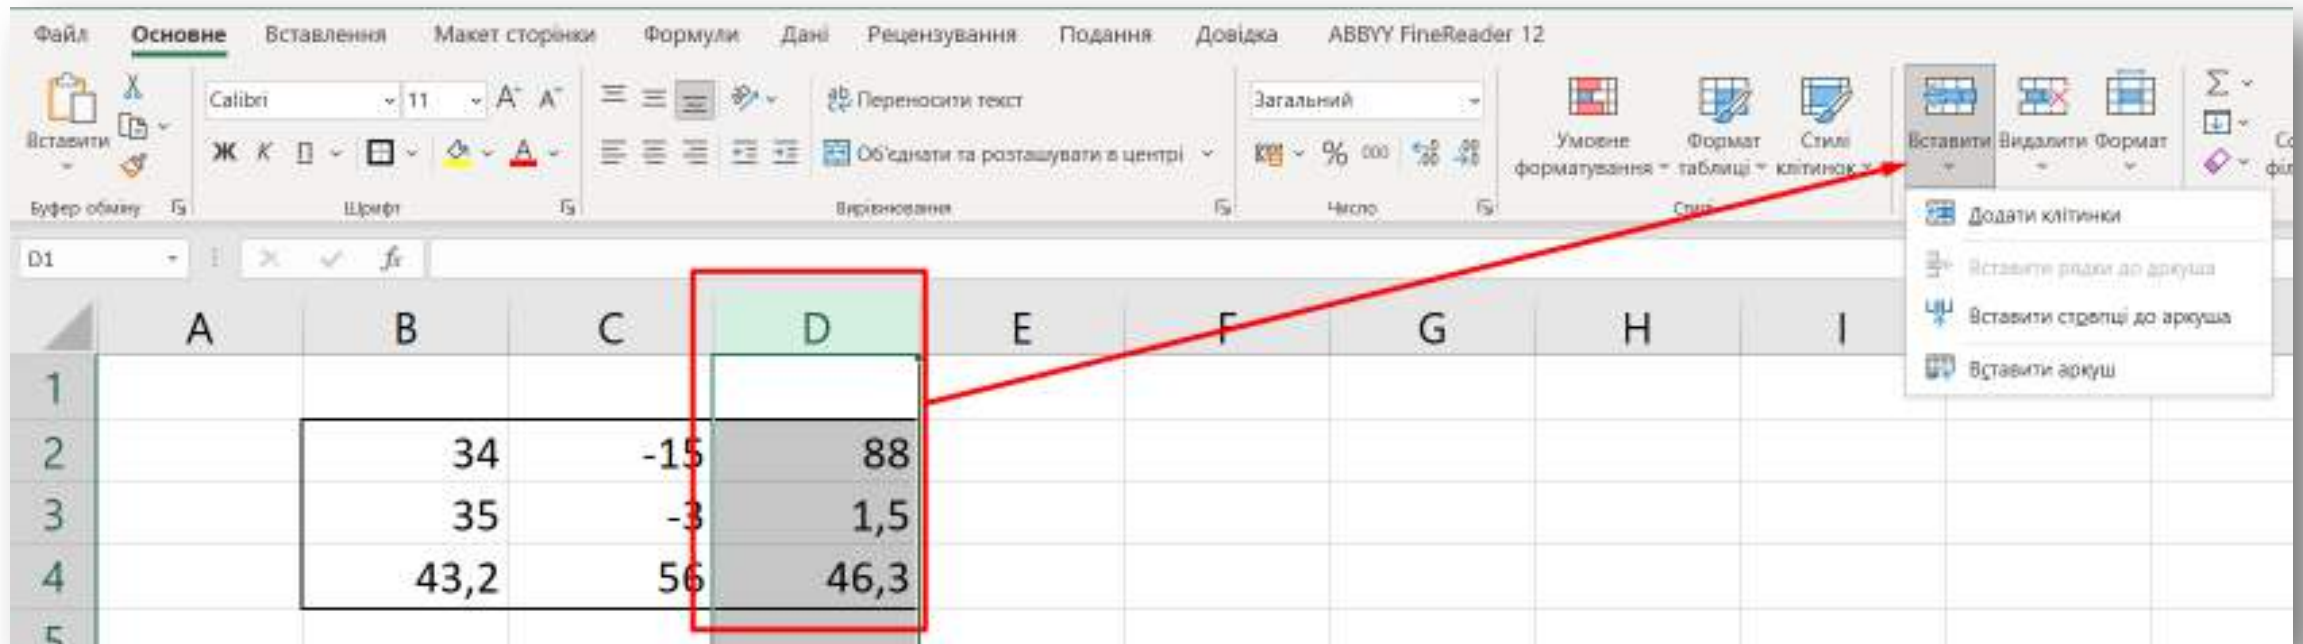 Файл Основне Вставлення Макет сторінки Формули Дані Рецензування Подання Довідка ABBYY FineReader 12
Calibri 11 A A Переносити текст Загальний
Вставити Ж К П А Об'єднати та розташувати в центрі % 000 Умовне форматування Формат таблиці Стилі клітинок Вставити Видалити Формат Σ
Буфер обміну Шрифт Вирівнювання Число
Додати клітинки
D1 fx
Вставити рядки до аркуша
Вставити стовпці до аркуша
Вставити аркуш
A B C D E F G H I
1
2 34 -15 88
3 35 -3 1,5
4 43,2 56 46,3
5